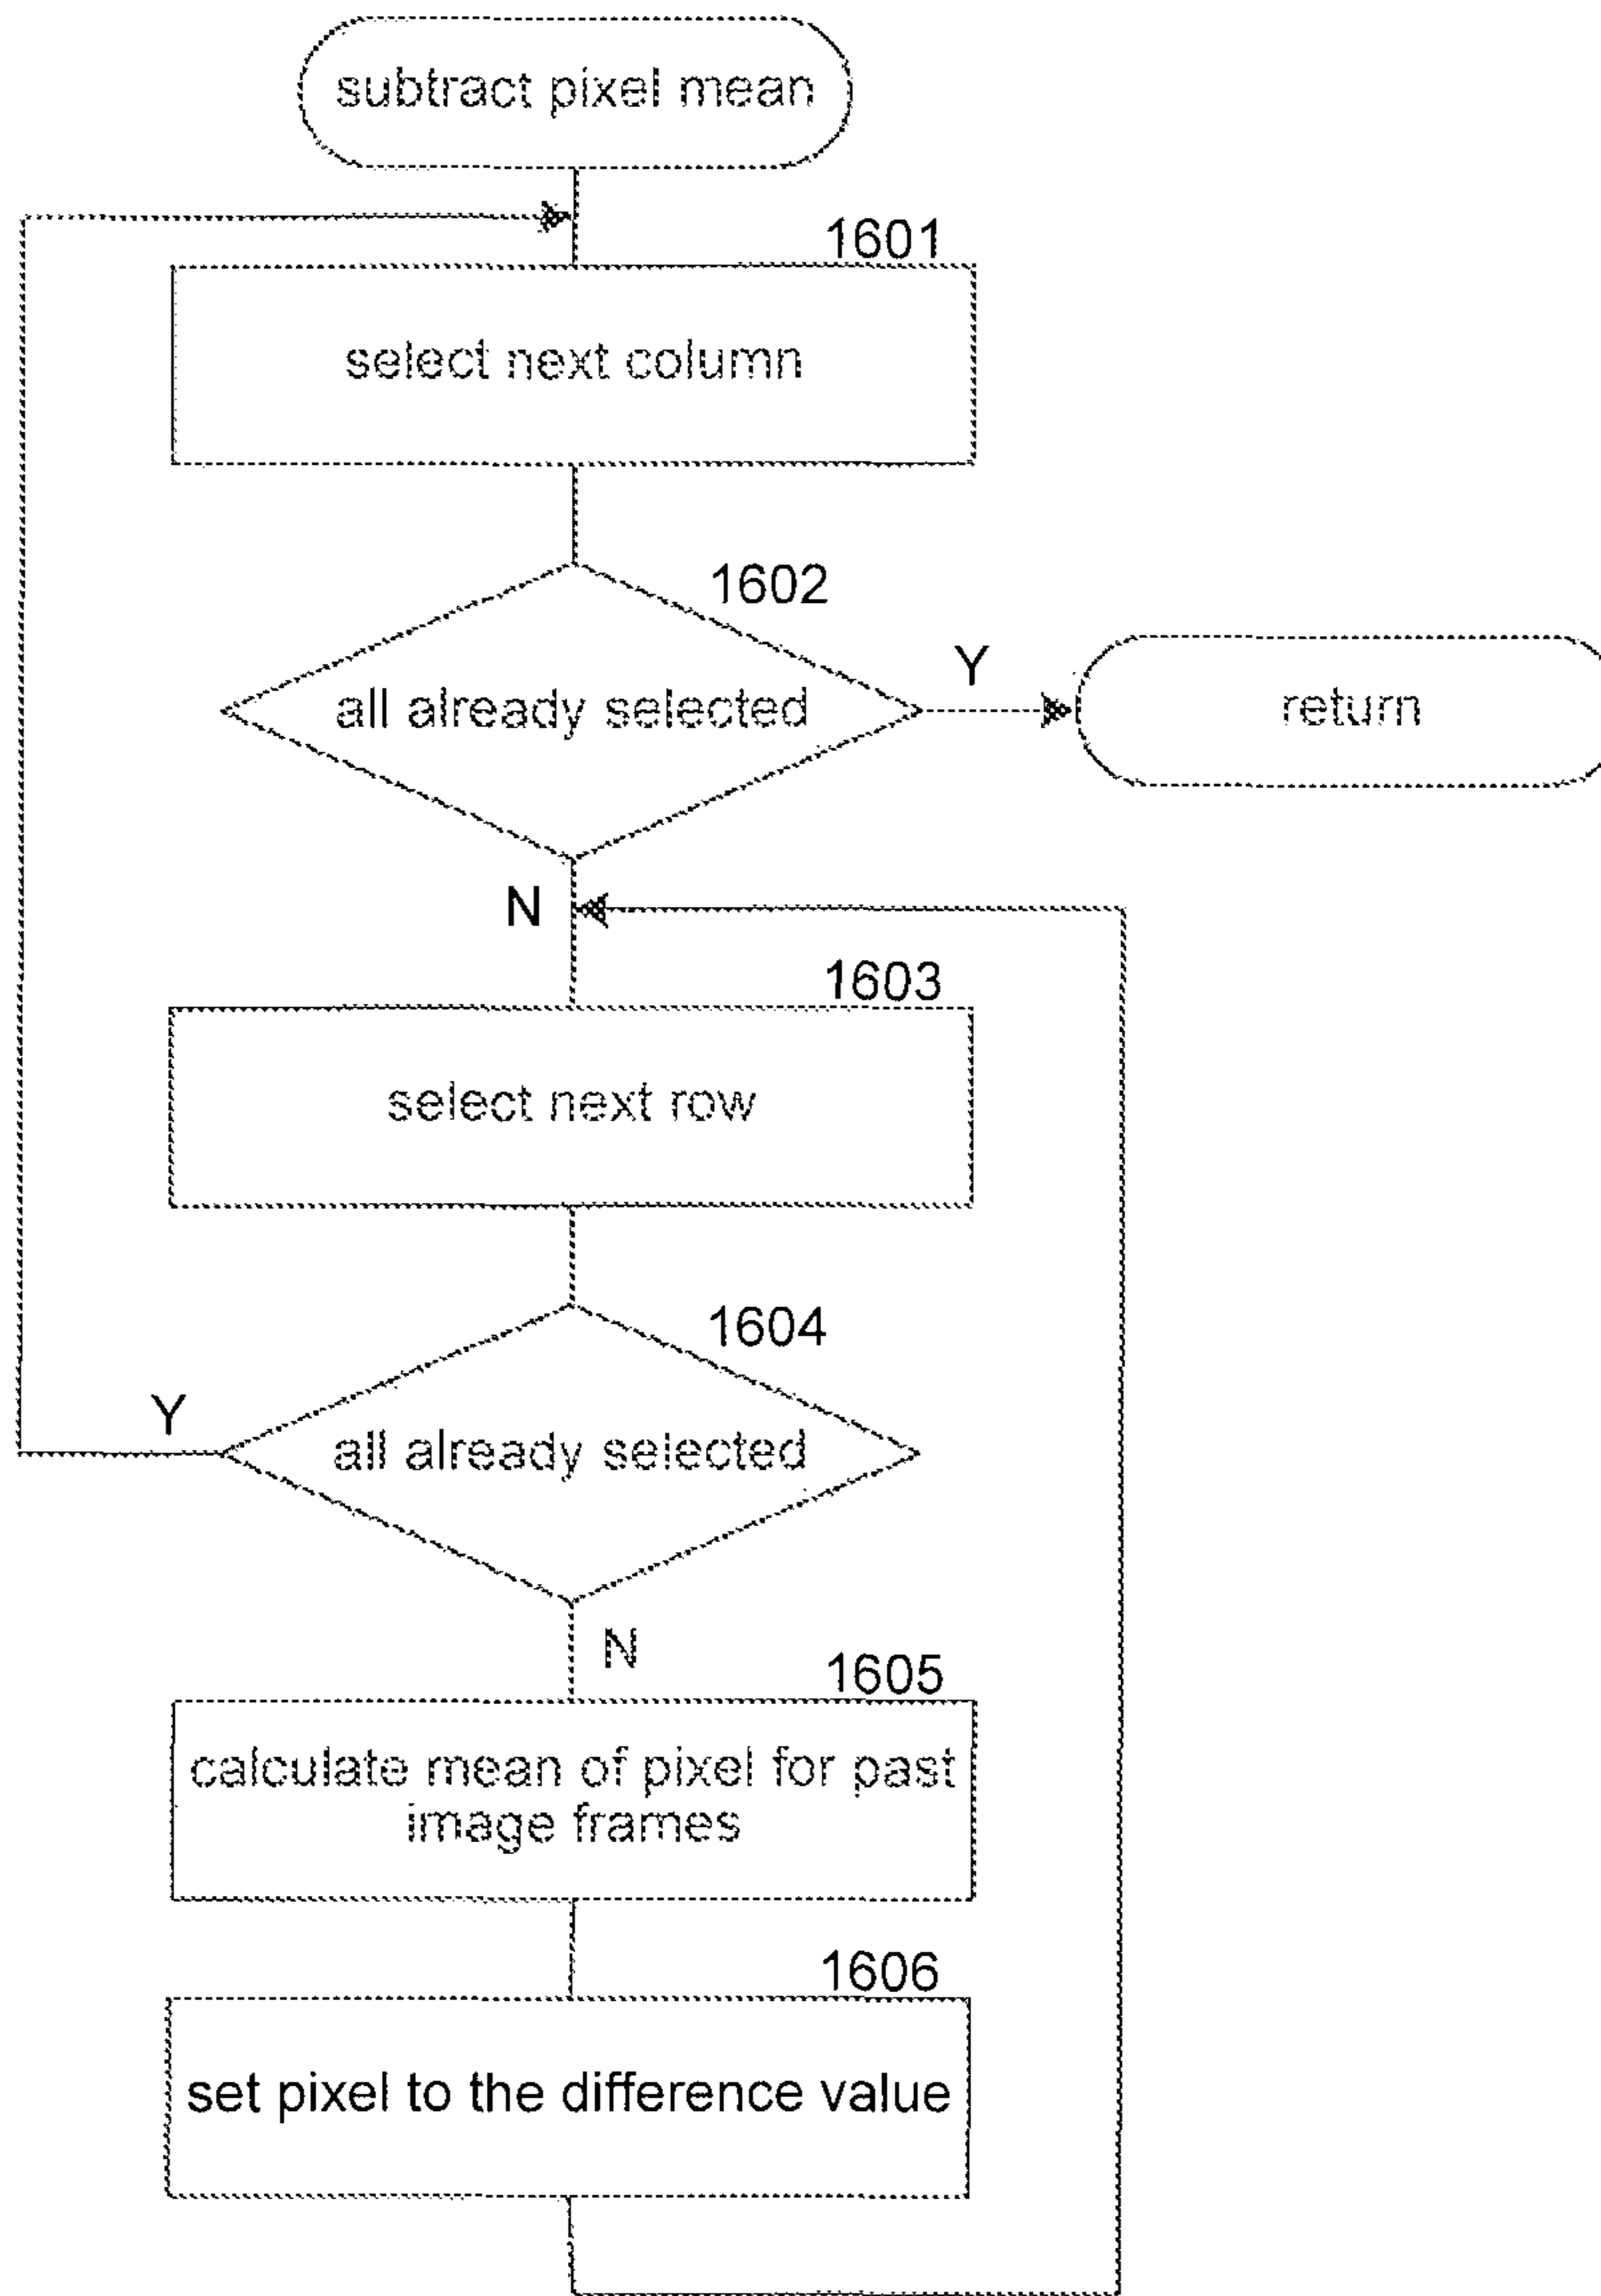 subtract pixel mean
1601
select next column
1602
all already selected
Y
return
N
1603
select next row
1604
Y
all already selected
N
1605
calculate mean of pixel for past
image frames
1606
set pixel to the difference value